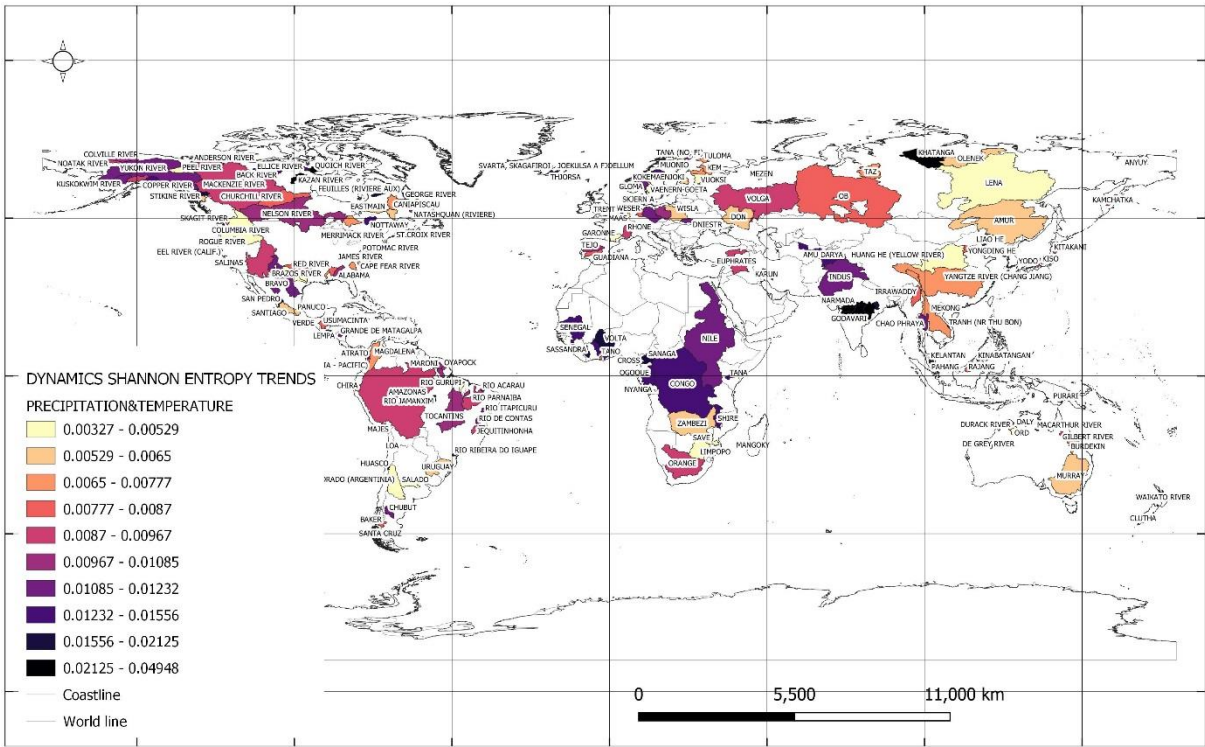 COLVILLE RIVER
ANDERSON RIVER
NOATAK RIVER
YUKON RIVER
PEEL RIVER
ELLICE RIVER
QUOICH RIVER
BACK RIVER
KUSKOKWIM RIVER
COPPER RIVER
MACKENZIE RIVER
KAZAN RIVER
STIKINE RIVER
CHURCHILL RIVER
FEUILLES (RIVIERE AUX)
GEORGE RIVER
EASTMAIN
CANIAPISCAU
SKAGIT RIVER
NELSON RIVER
NATASHQUAN (RIVIERE)
NOTTAWAY
COLUMBIA RIVER
MERRIMACK RIVER
ST.CROIX RIVER
ROGUE RIVER
POTOMAC RIVER
EEL RIVER (CALIF.)
JAMES RIVER
SALINAS
RED RIVER
CAPE FEAR RIVER
BRAZOS RIVER
ALABAMA
BRAVO
SAN PEDRO
PANUCO
SANTIAGO
USUMACINTA
VERDE
GRANDE DE MATAGALPA
LEMPA
ATRATO
MAGDALENA
IA - PACIFIC)
MARONI
OYAPOCK
CHIRA
RIO GURUPI
RIO ACARAU
AMAZONAS
RIO PARNAIBA
RIO JAMANXIM
RIO ITAPICURU
TOCANTINS
RIO DE CONTAS
MAJES
JEQUITINHONHA
LOA
RIO RIBEIRA DO IGUAPE
HUASCO
URUGUAY
ORADO (ARGENTINIA)
SALADO
CHUBUT
BAKER
SANTA CRUZ
SVARTA, SKAGAFIROI
JOEKULSA A FJOELLUM
THJORSA
TANA (NO, FI)
TULOMA
MUONIO
KEM
KOKEMAENJOKI
GLOMA
VUOKSI
VAENERN-GOETA
MEZEN
SKJERN A
TRENT
WESER
WISLA
VOLGA
MAAS
DON
DNIESTR
GARONNE
RHONE
TEJO
GUADIANA
EUPHRATES
KARUN
KHATANGA
OLENEK
TAZ
OB
LENA
ANYUY
KAMCHATKA
AMUR
LIAO HE
KITAKANI
AMU DARYA
HUANG HE (YELLOW RIVER)
YONGDING HE
YODO
KISO
INDUS
YANGTZE RIVER (CHANG JIANG)
IRRAWADDY
NARMADA
MEKONG
GODAVARI
CHAO PHRAYA
TRANH (NR THU BON)
KELANTAN
KINABATANGAN
PAHANG
RAJANG
SENEGAL
VOLTA
NILE
SASSANDRA
TANO
CROSS
SANAGA
OGOOUE
CONGO
TANA
NYANGA
ZAMBEZI
SHIRE
SAVE
MANGOKY
LIMPOPO
ORANGE
PURARI
DURACK RIVER
DALY
ORD
MACARTHUR RIVER
DE GREY RIVER
GILBERT RIVER
BURDEKIN
MURRAY
WAIKATO RIVER
CLUTHA
DYNAMICS SHANNON ENTROPY TRENDS
PRECIPITATION&TEMPERATURE
0.00327 - 0.00529
0.00529 - 0.0065
0.0065 - 0.00777
0.00777 - 0.0087
0.0087 - 0.00967
0.00967 - 0.01085
0.01085 - 0.01232
0.01232 - 0.01556
0.01556 - 0.02125
0.02125 - 0.04948
Coastline
World line
0 5,500 11,000 km